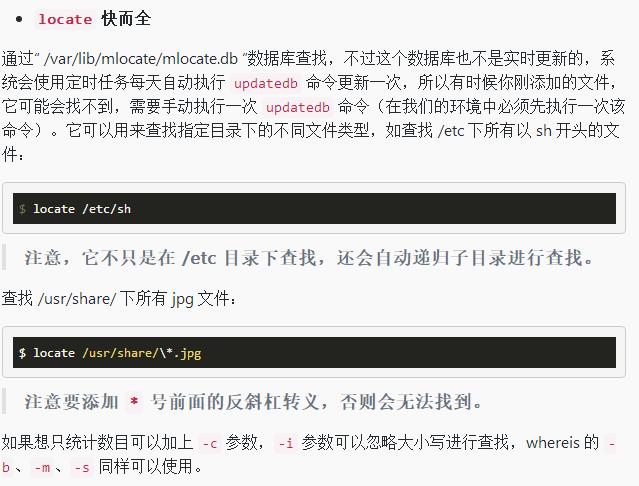 locate 快而全
通过“ /var/lib/mlocate/mlocate.db ”数据库查找，不过这个数据库也不是实时更新的，系
统会使用定时任务每天自动执行 updatedb 命令更新一次，所以有时候你刚添加的文件，
它可能会找不到，需要手动执行一次 updatedb 命令（在我们的环境中必须先执行一次该
命令）。它可以用来查找指定目录下的不同文件类型，如查找 /etc 下所有以 sh 开头的文
件：
$ locate /etc/sh
注意，它不只是在 /etc 目录下查找，还会自动递归子目录进行查找。
查找 /usr/share/ 下所有 jpg 文件：
$ locate /usr/share/\*.jpg
注意要添加 * 号前面的反斜杠转义，否则会无法找到。
如果想只统计数目可以加上 -c 参数，-i 参数可以忽略大小写进行查找，whereis 的 -
b 、-m 、-s 同样可以使用。